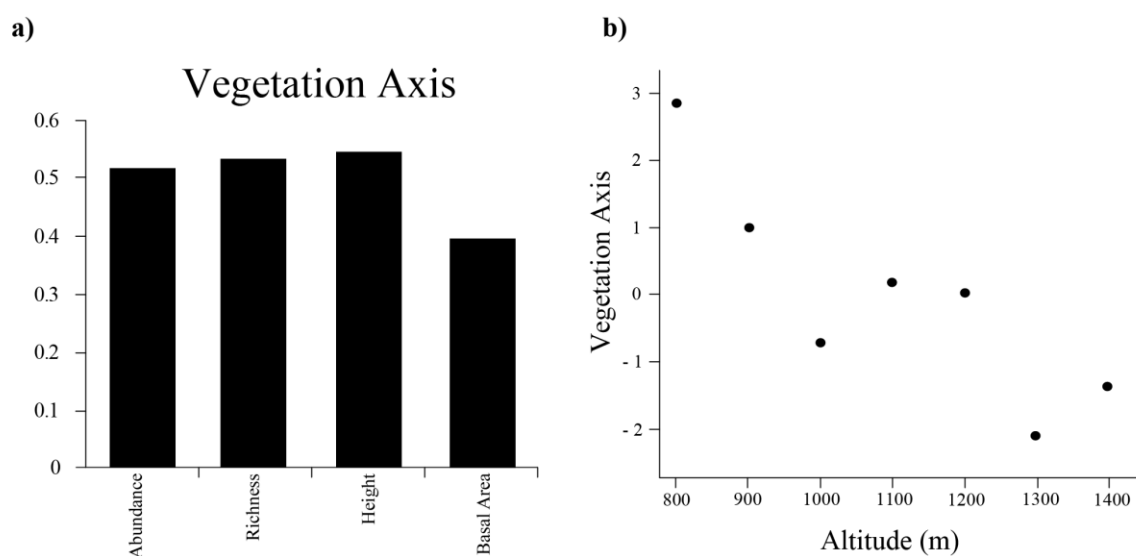 a)
Vegetation Axis
0.6
0.5
0.4
0.3
0.2
0.1
0
Abundance
Richness
Height
Basal Area
b)
Vegetation Axis
3
2
1
0
- 1
- 2
800 900 1000 1100 1200 1300 1400
Altitude (m)